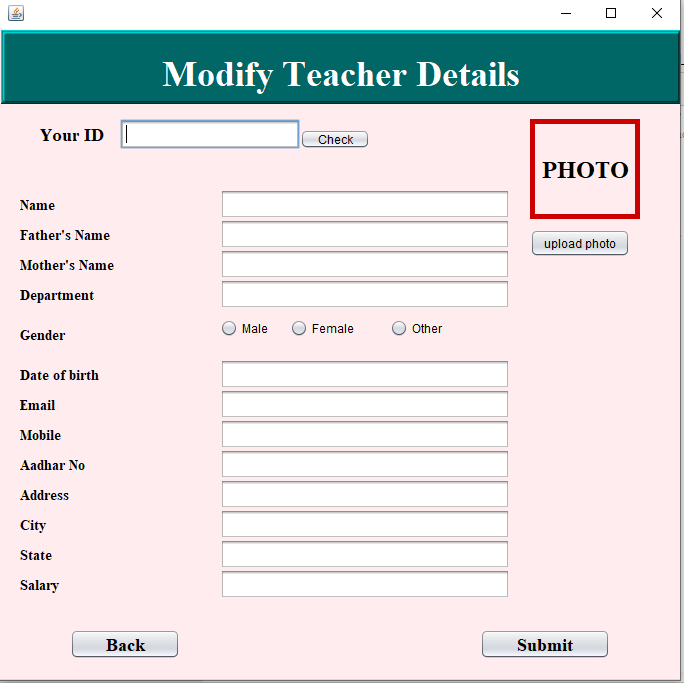 Modify Teacher Details
Your ID
Check
PHOTO
upload photo
Name
Father's Name
Mother's Name
Department
Gender
Male Female Other
Date of birth
Email
Mobile
Aadhar No
Address
City
State
Salary
Back Submit